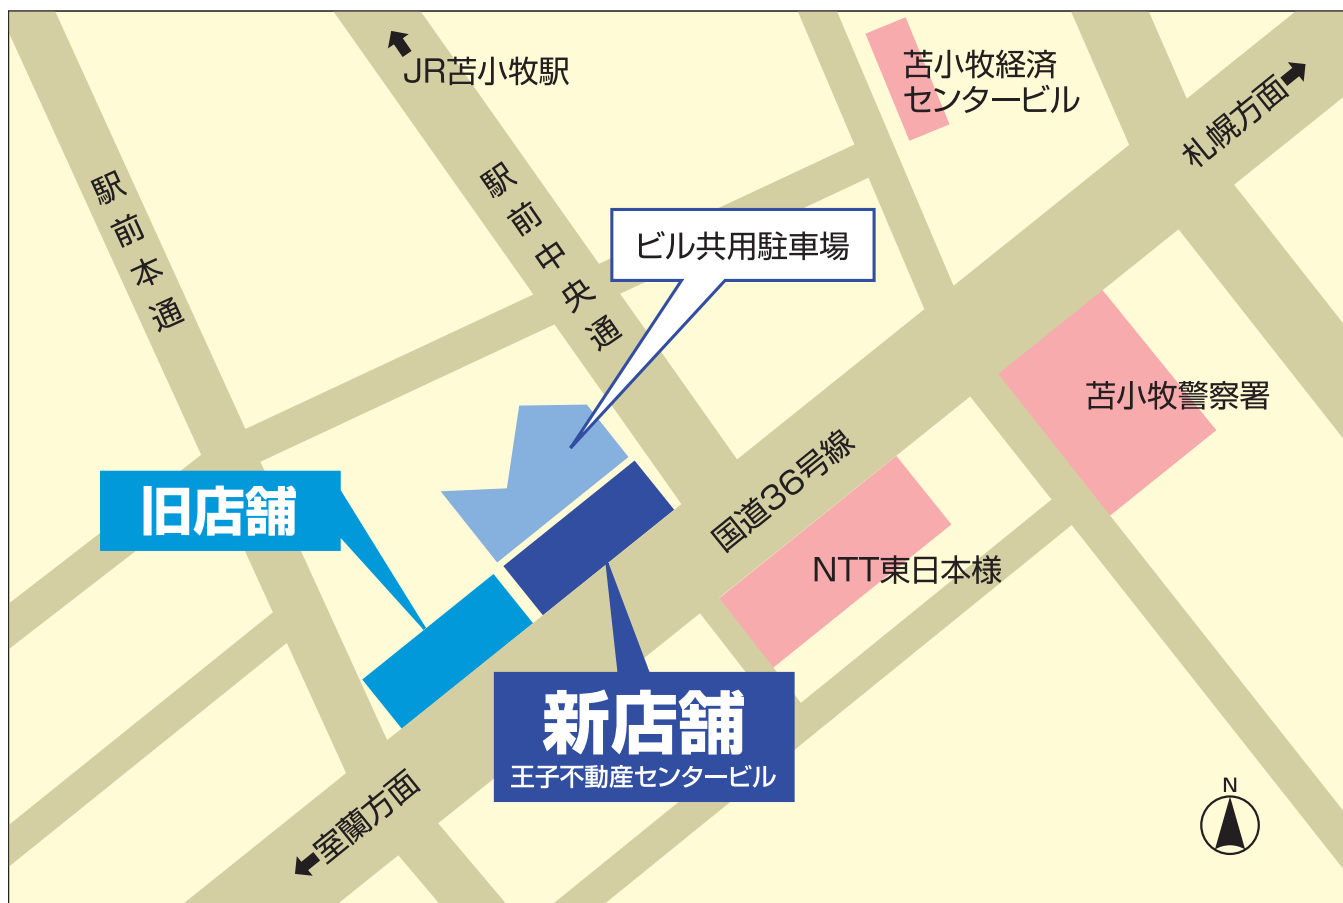 JR苫小牧駅
苫小牧経済
センタービル
札幌方面
駅前本通
駅前中央通
ビル共用駐車場
苫小牧警察署
国道36号線
旧店舗
NTT東日本様
新店舗
王子不動産センタービル
室蘭方面
N